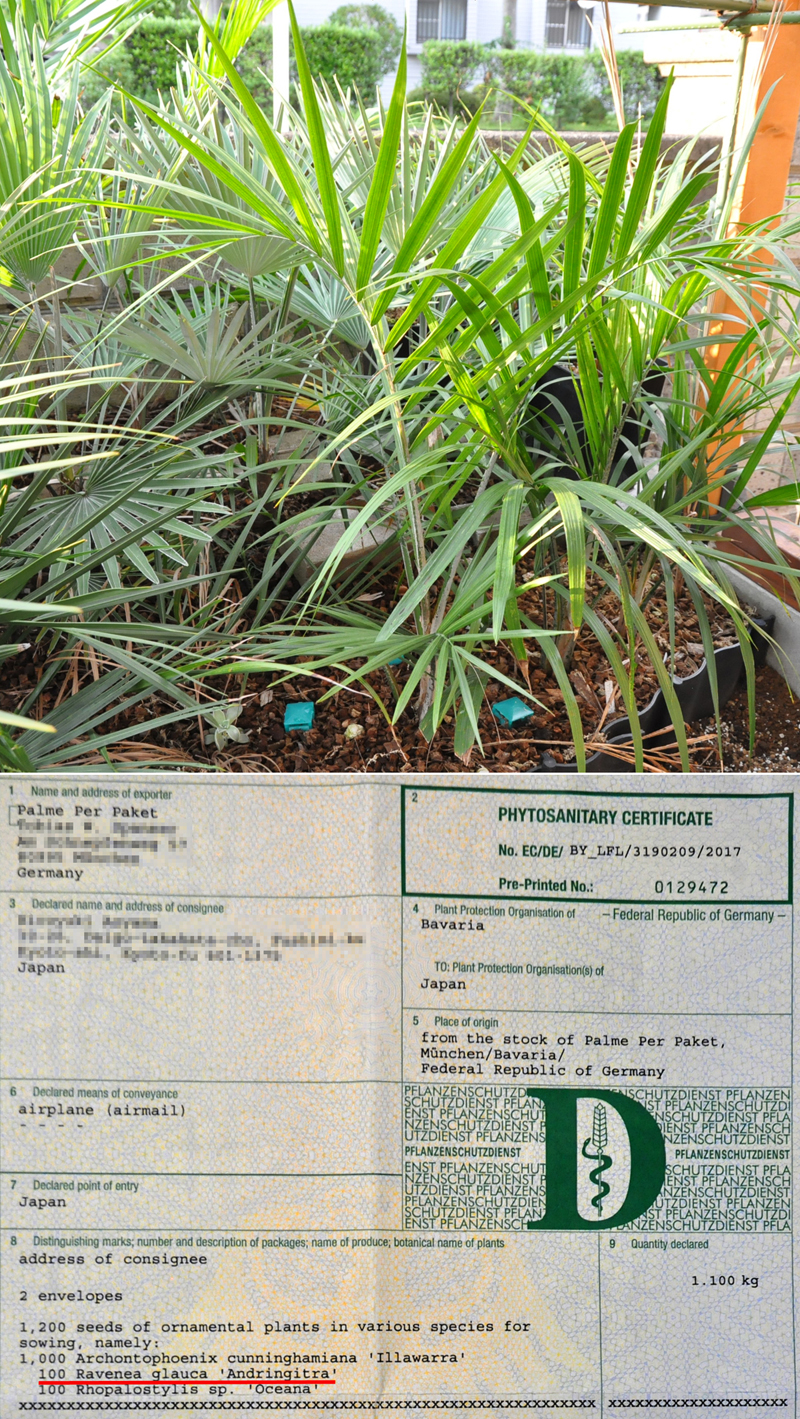 1 Name and address of exporter
Palme Per Paket
Germany
2
PHYTOSANITARY CERTIFICATE
No. EC/DE/ BY_LFL/3190209/2017
Pre-Printed No.: 0129472
3 Declared name and address of consignee
Japan
4 Plant Protection Organisation of – Federal Republic of Germany –
Bavaria
TO: Plant Protection Organisation(s) of
Japan
5 Place of origin
from the stock of Palme Per Paket,
München/Bavaria/
Federal Republic of Germany
6 Declared means of conveyance
airplane (airmail)
- - - -
7 Declared point of entry
Japan
PFLANZENSCHUTZDIENST PFLANZENSCHUTZDIENST
D
8 Distinguishing marks; number and description of packages; name of produce; botanical name of plants
address of consignee
2 envelopes
1,200 seeds of ornamental plants in various species for
sowing, namely:
1,000 Archontophoenix cunninghamiana 'Illawarra'
100 Ravenea glauca 'Andringitra'
100 Rhopalostylis sp. 'Oceana'
9 Quantity declared
1.100 kg